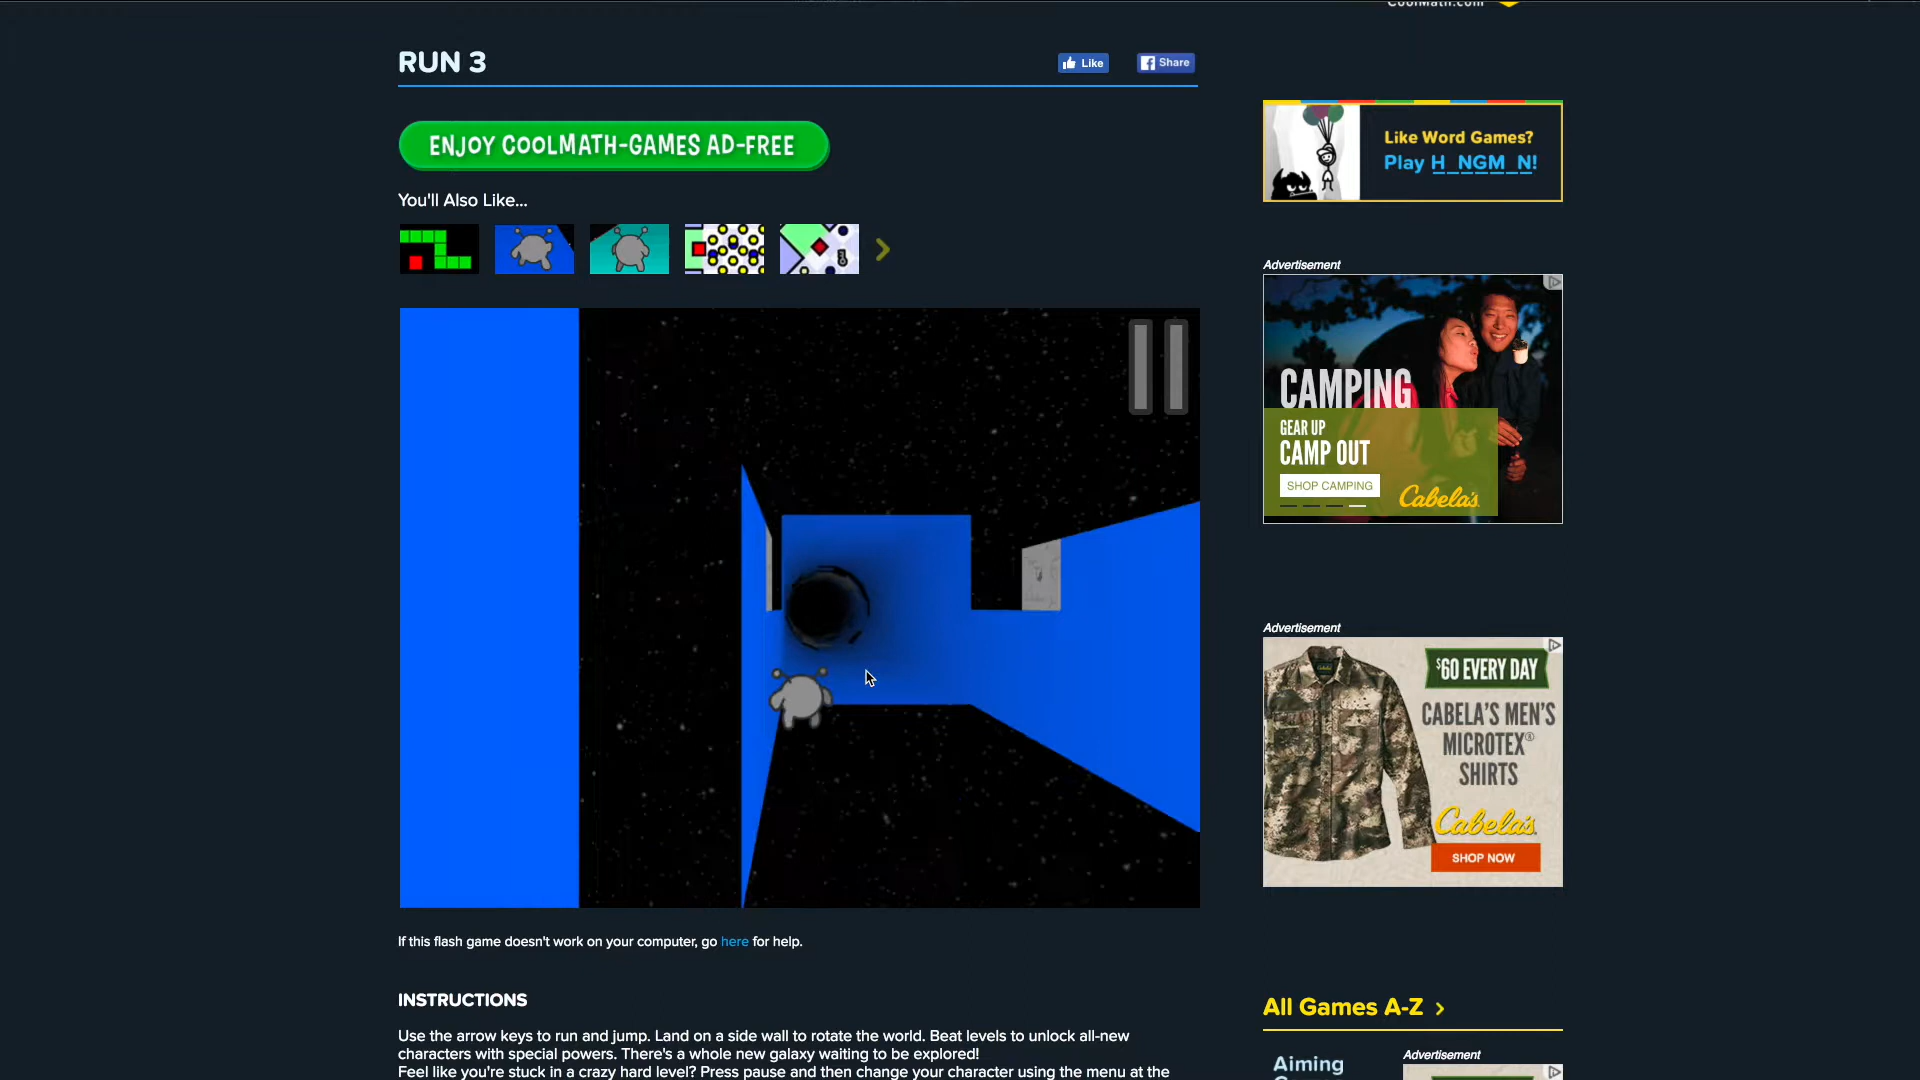 CoolMath.com
RUN 3
Like
Share
ENJOY COOLMATH-GAMES AD-FREE
You'll Also Like...
Like Word Games?
Play H_NGM_N!
Advertisement
CAMPING
GEAR UP
CAMP OUT
SHOP CAMPING
Cabela's
Advertisement
$60 EVERY DAY
CABELA'S MEN'S
MICROTEX®
SHIRTS
Cabela's
SHOP NOW
If this flash game doesn't work on your computer, go here for help.
INSTRUCTIONS
Use the arrow keys to run and jump. Land on a side wall to rotate the world. Beat levels to unlock all-new
characters with special powers. There's a whole new galaxy waiting to be explored!
Feel like you're stuck in a crazy hard level? Press pause and then change your character using the menu at the
All Games A-Z >
Aiming
Advertisement